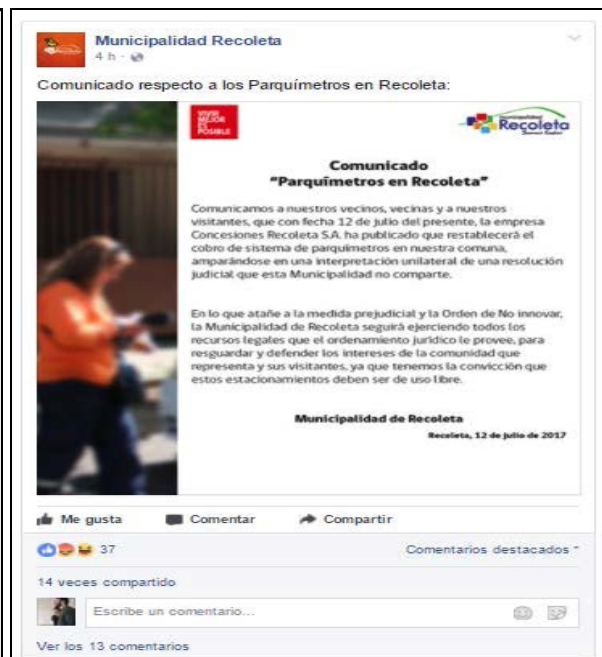 Municipalidad Recoleta
4 h
Comunicado respecto a los Parquímetros en Recoleta:
VIVIR
MEJOR
ES
POSIBLE
municipalidad
Recoleta
Comunicado
"Parquímetros en Recoleta"
Comunicamos a nuestros vecinos, vecinas y a nuestros
visitantes, que con fecha 12 de julio del presente, la empresa
Concesiones Recoleta S.A. ha publicado que restablecerá el
cobro de sistema de parquímetros en nuestra comuna,
amparándose en una interpretación unilateral de una resolución
judicial que esta Municipalidad no comparte.
En lo que atañe a la medida prejudicial y la Orden de No innovar,
la Municipalidad de Recoleta seguirá ejerciendo todos los
recursos legales que el ordenamiento jurídico le provee, para
resguardar y defender los intereses de la comunidad que
representa y sus visitantes, ya que tenemos la convicción que
estos estacionamientos deben ser de uso libre.
Municipalidad de Recoleta
Recoleta, 12 de julio de 2017
Me gusta Comentar Compartir
37 Comentarios destacados
14 veces compartido
Escribe un comentario...
Ver los 13 comentarios